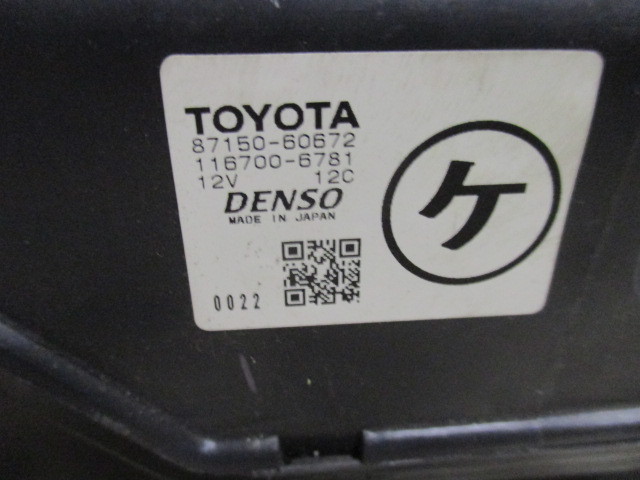 TOYOTA
87150-60672
116700-6781
12V 12C
DENSO
MADE IN JAPAN
ケ
0022